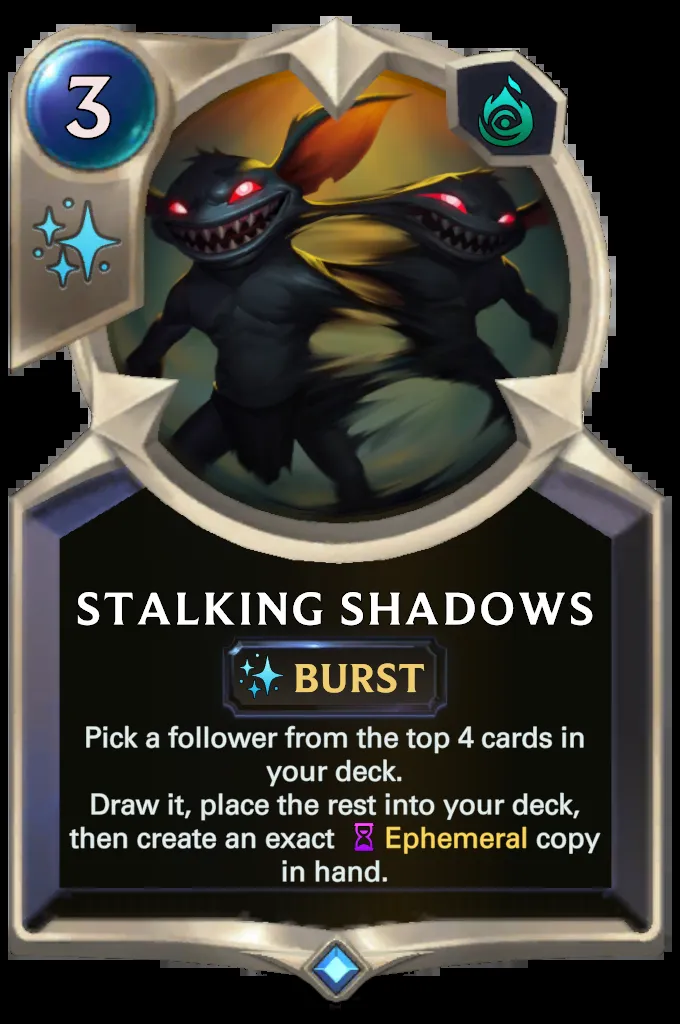 3
STALKING SHADOWS
BURST
Pick a follower from the top 4 cards in
your deck.
Draw it, place the rest into your deck,
then create an exact Ephemeral copy
in hand.